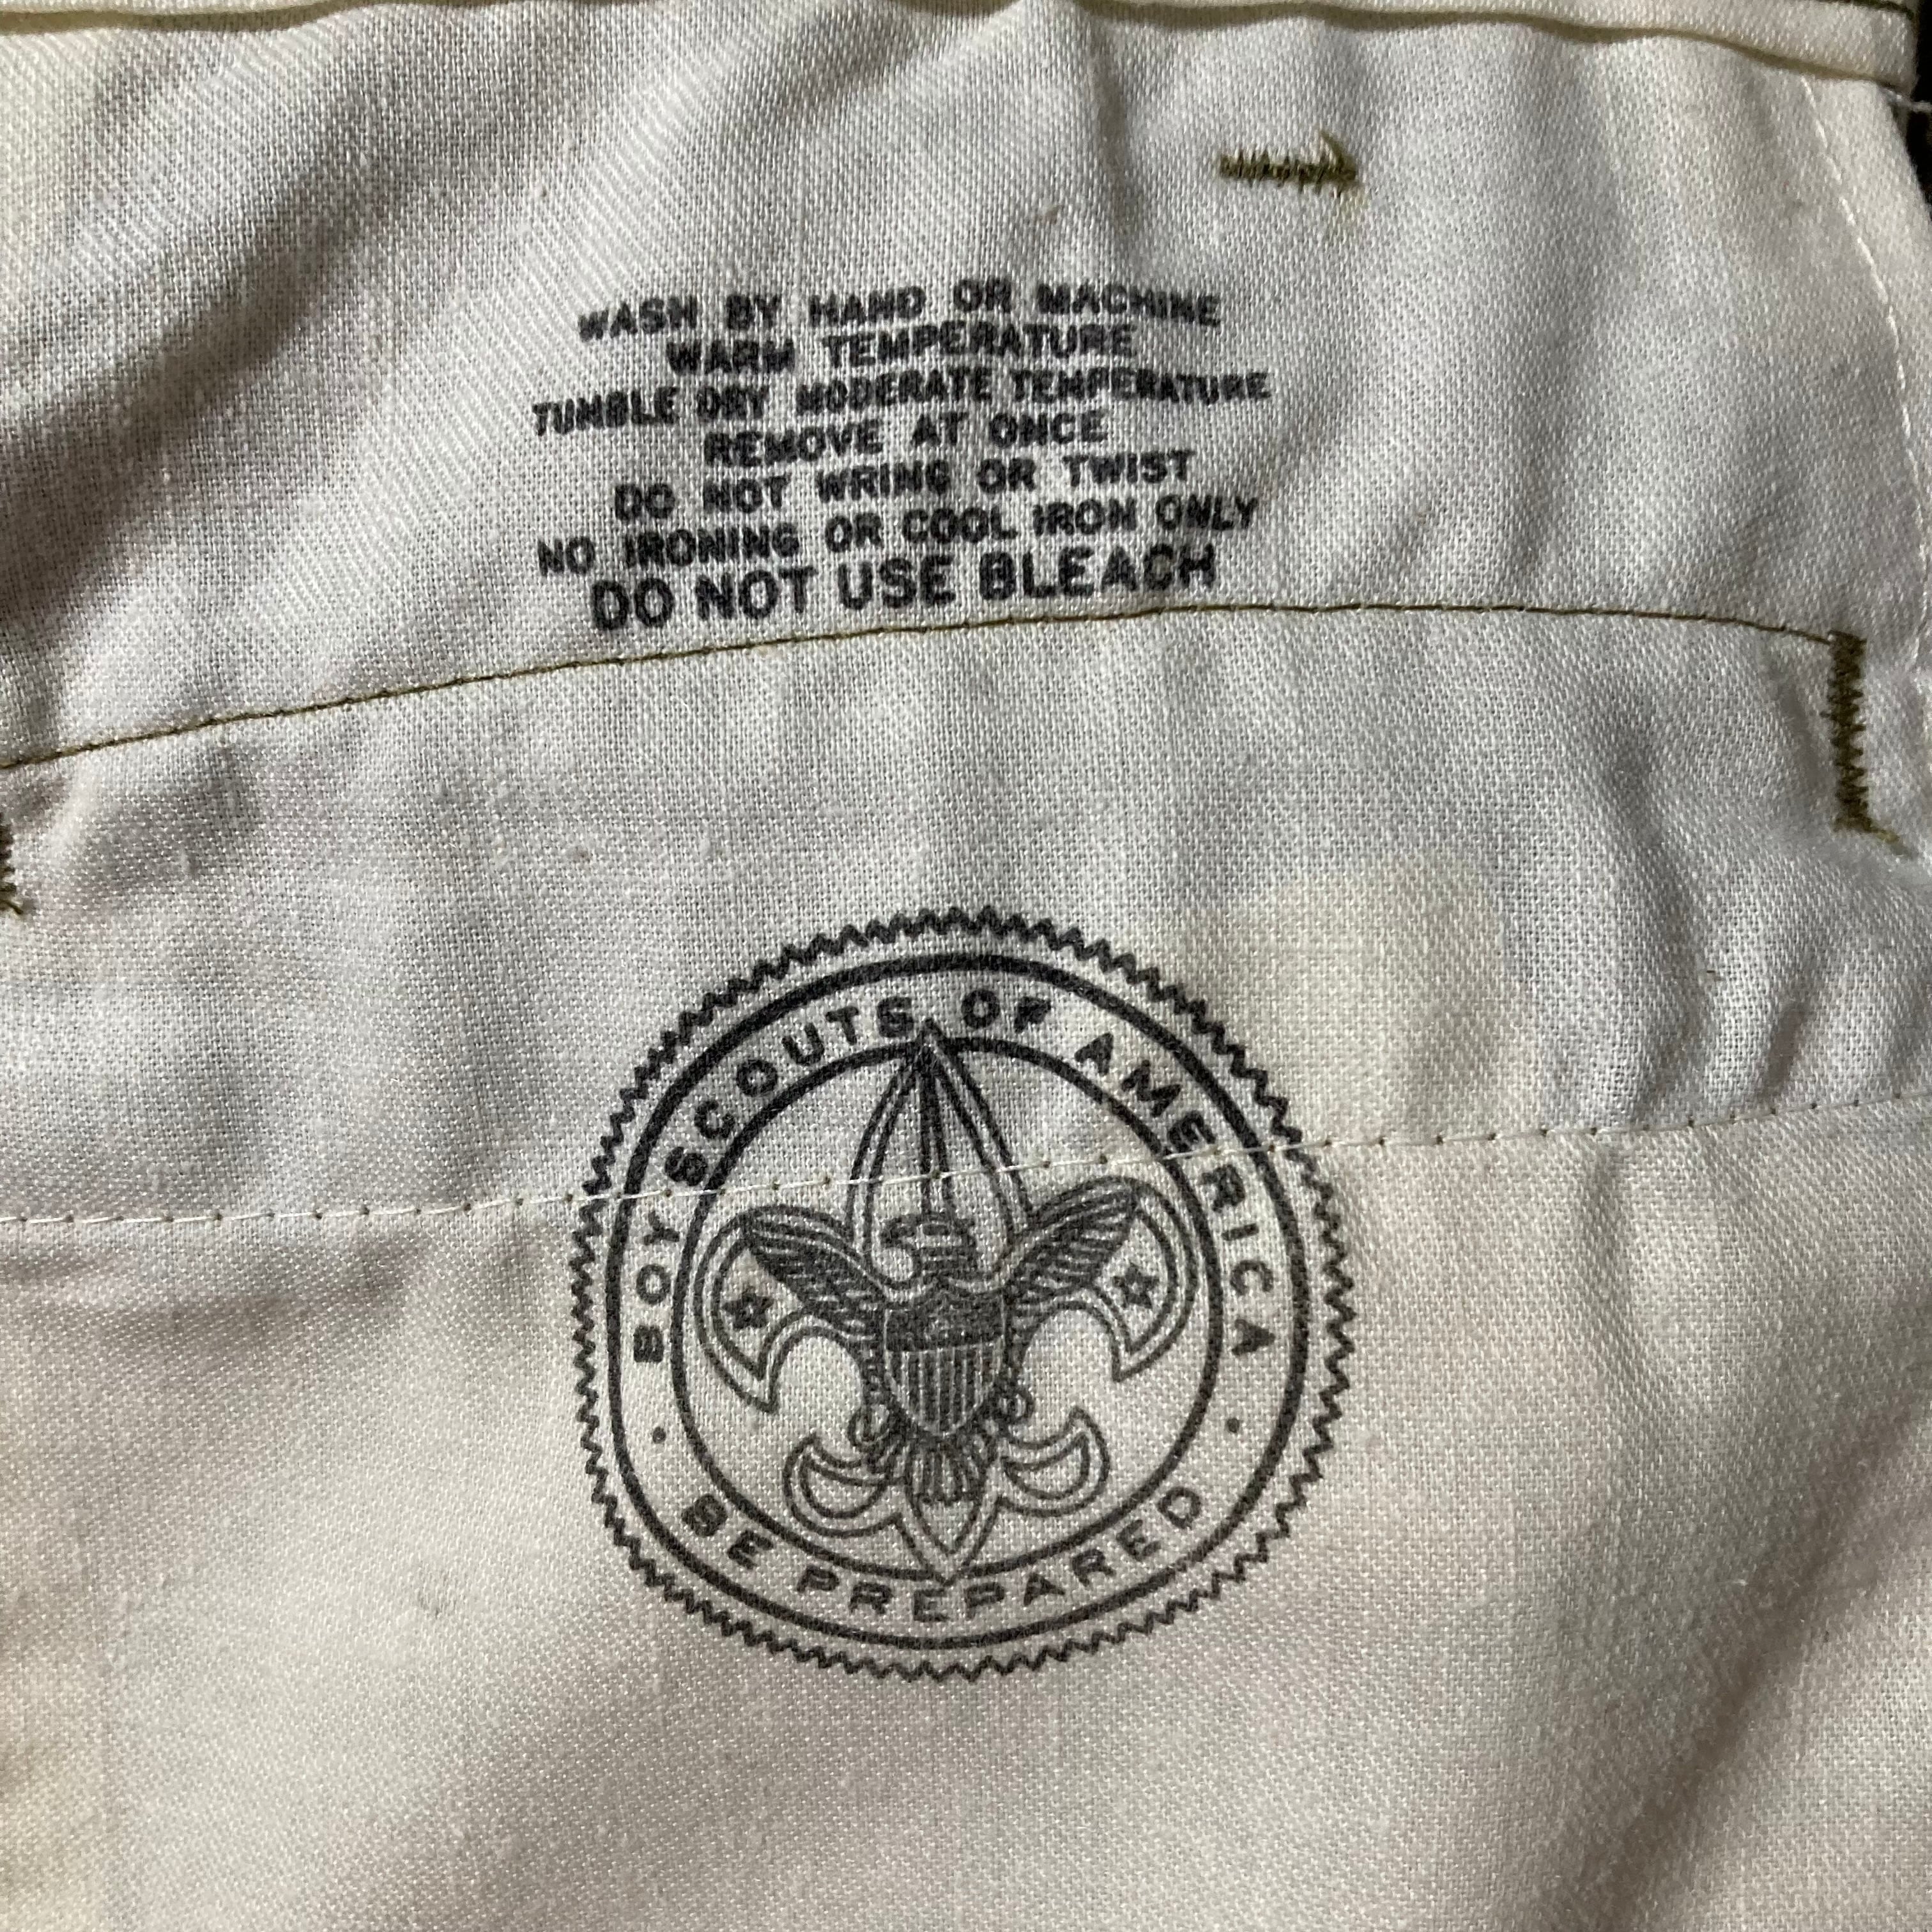 WASH BY HAND OR MACHINE
WARM TEMPERATURE
TUMBLE DRY MODERATE TEMPERATURE
REMOVE AT ONCE
DO NOT WRING OR TWIST
NO IRONING OR COOL IRON ONLY
DO NOT USE BLEACH
BOY SCOUTS OF AMERICA
• BE PREPARED •